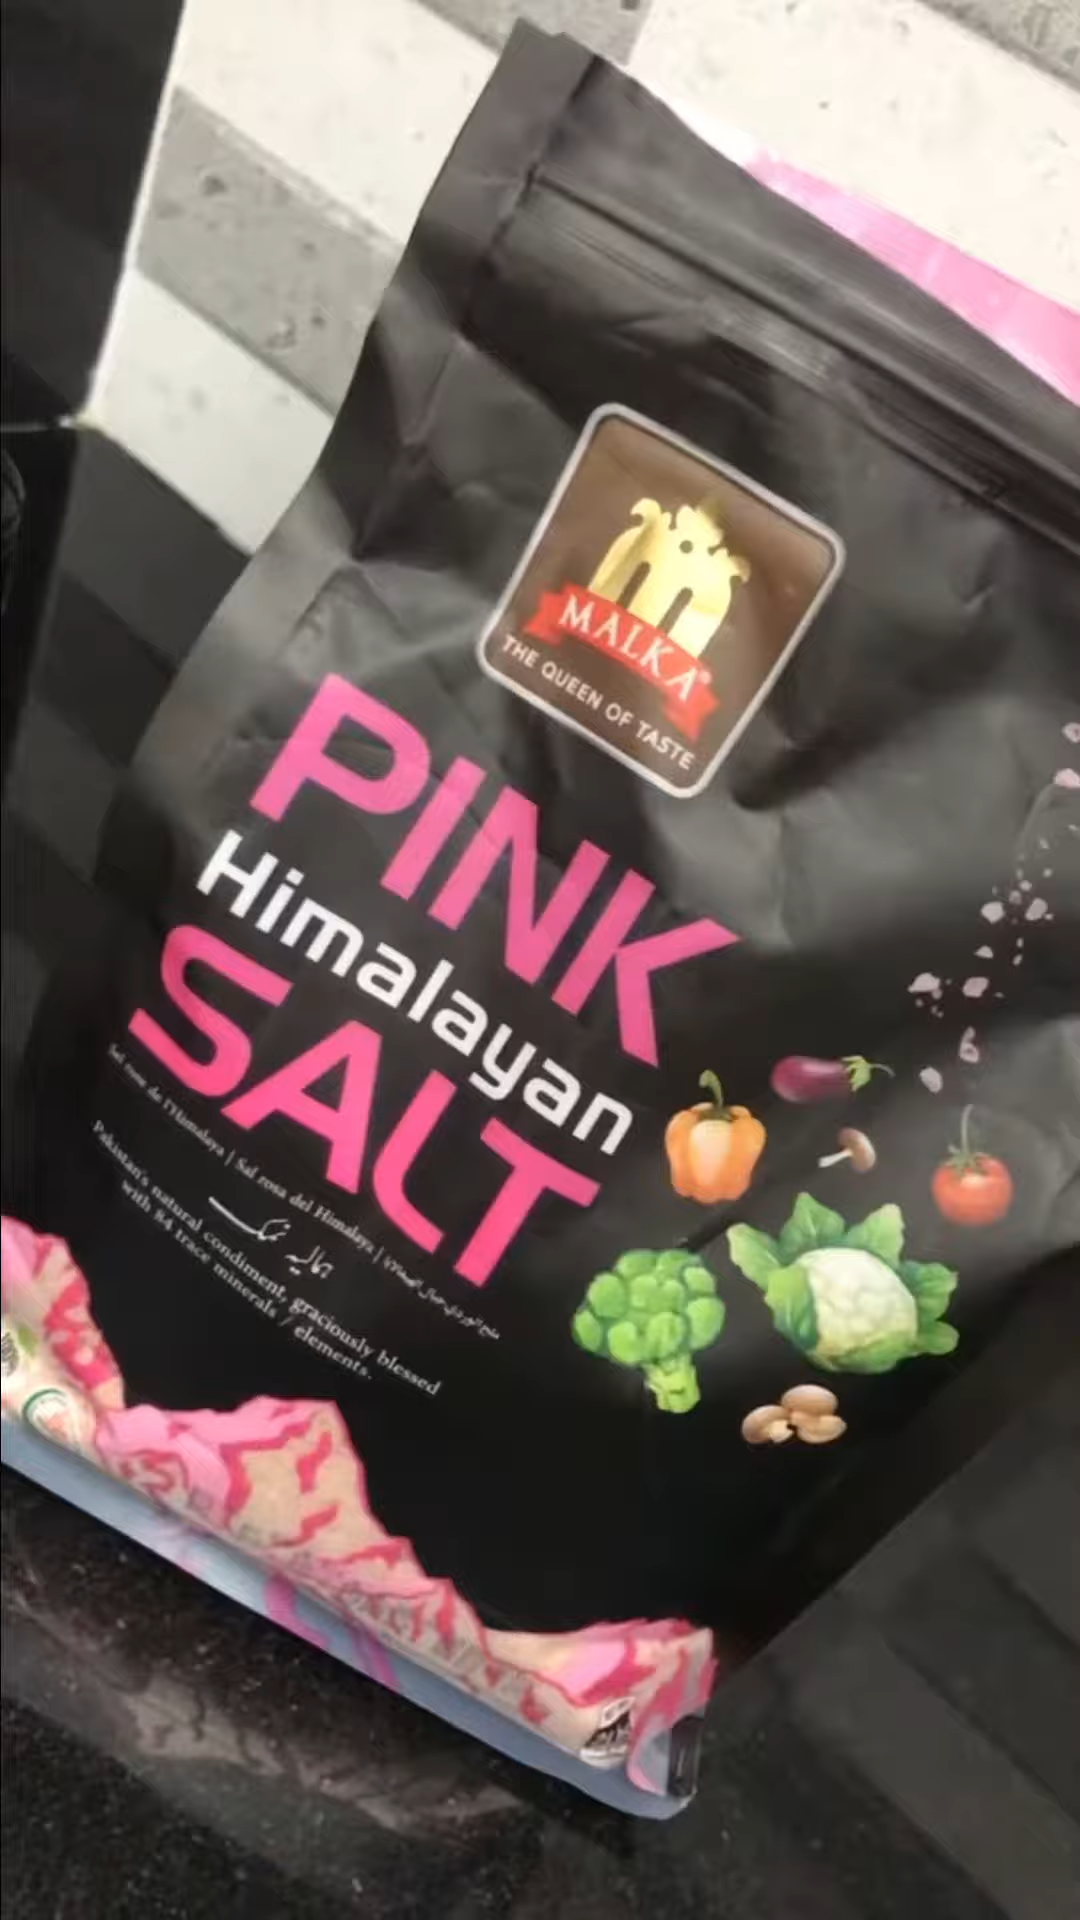 MALKA®
THE QUEEN OF TASTE
PINK
Himalayan
SALT
Sel rose de l'Himalaya | Sal rosa del Himalaya |
ہمالیہ نمک
Pakistan's natural condiment, graciously blessed
with 84 trace minerals / elements.